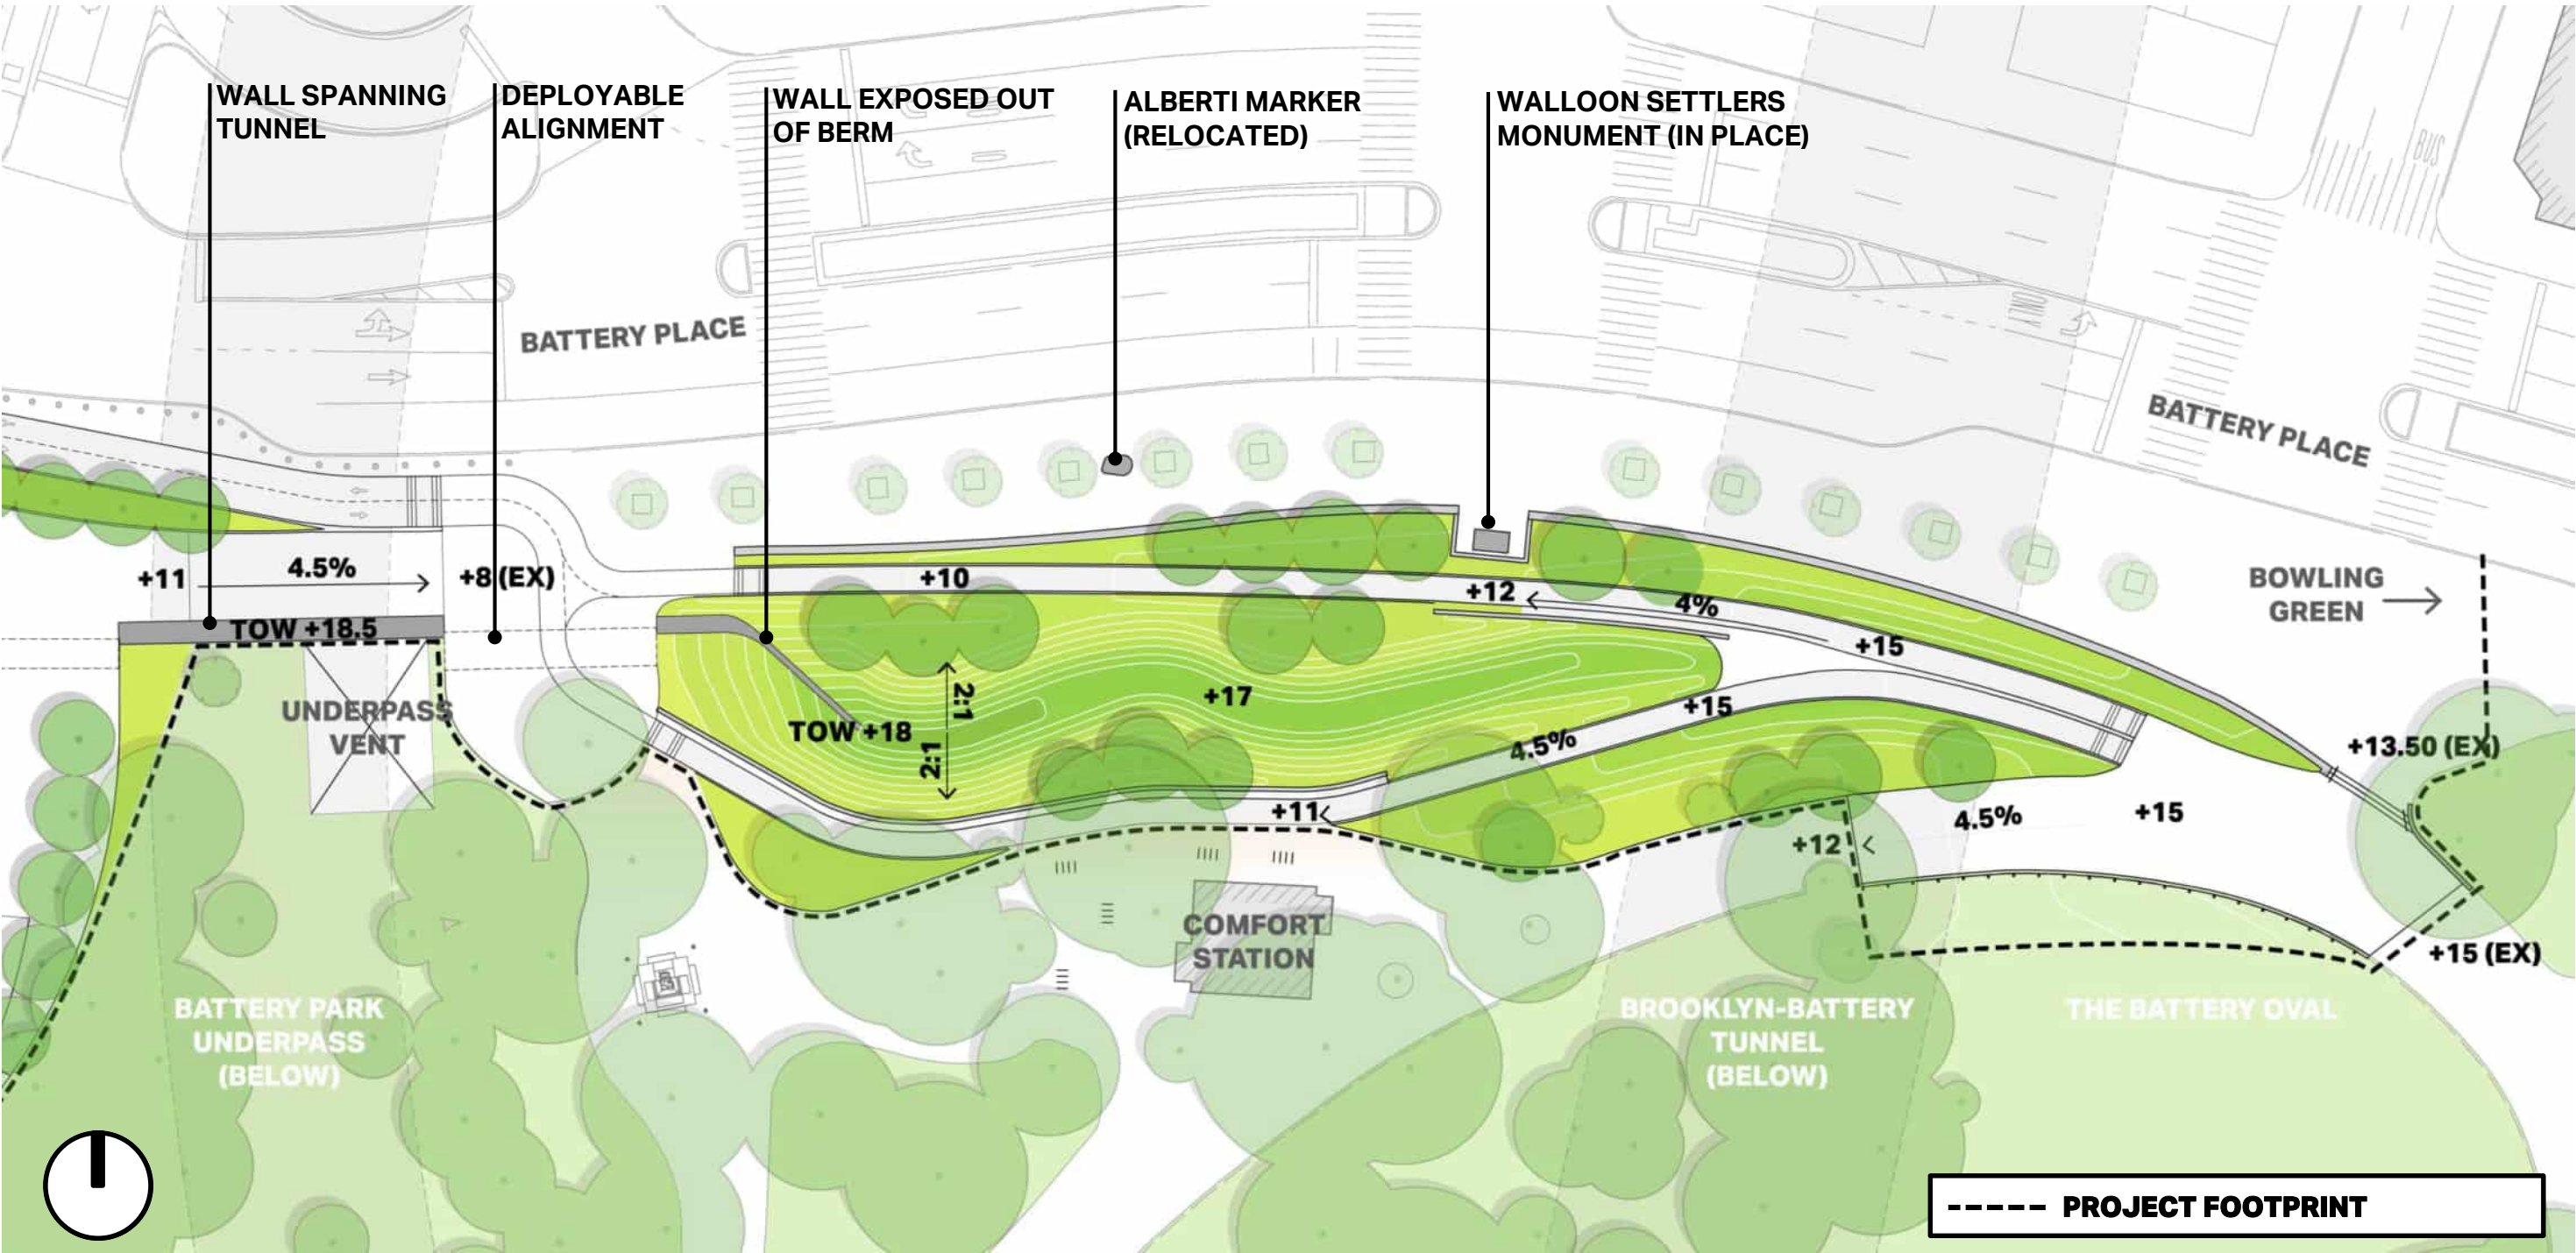 WALL SPANNING
TUNNEL
DEPLOYABLE
ALIGNMENT
WALL EXPOSED OUT
OF BERM
ALBERTI MARKER
(RELOCATED)
WALLOON SETTLERS
MONUMENT (IN PLACE)
BUS
BATTERY PLACE
BATTERY PLACE
+11
4.5%
+8 (EX)
+10
+12
4%
+15
BOWLING
GREEN
TOW +18.5
UNDERPASS
VENT
2:1
2:1
TOW +18
+17
+15
4.5%
+11
+13.50 (EX)
+12
4.5%
+15
+15 (EX)
COMFORT
STATION
BATTERY PARK
UNDERPASS
(BELOW)
BROOKLYN-BATTERY
TUNNEL
(BELOW)
THE BATTERY OVAL
PROJECT FOOTPRINT